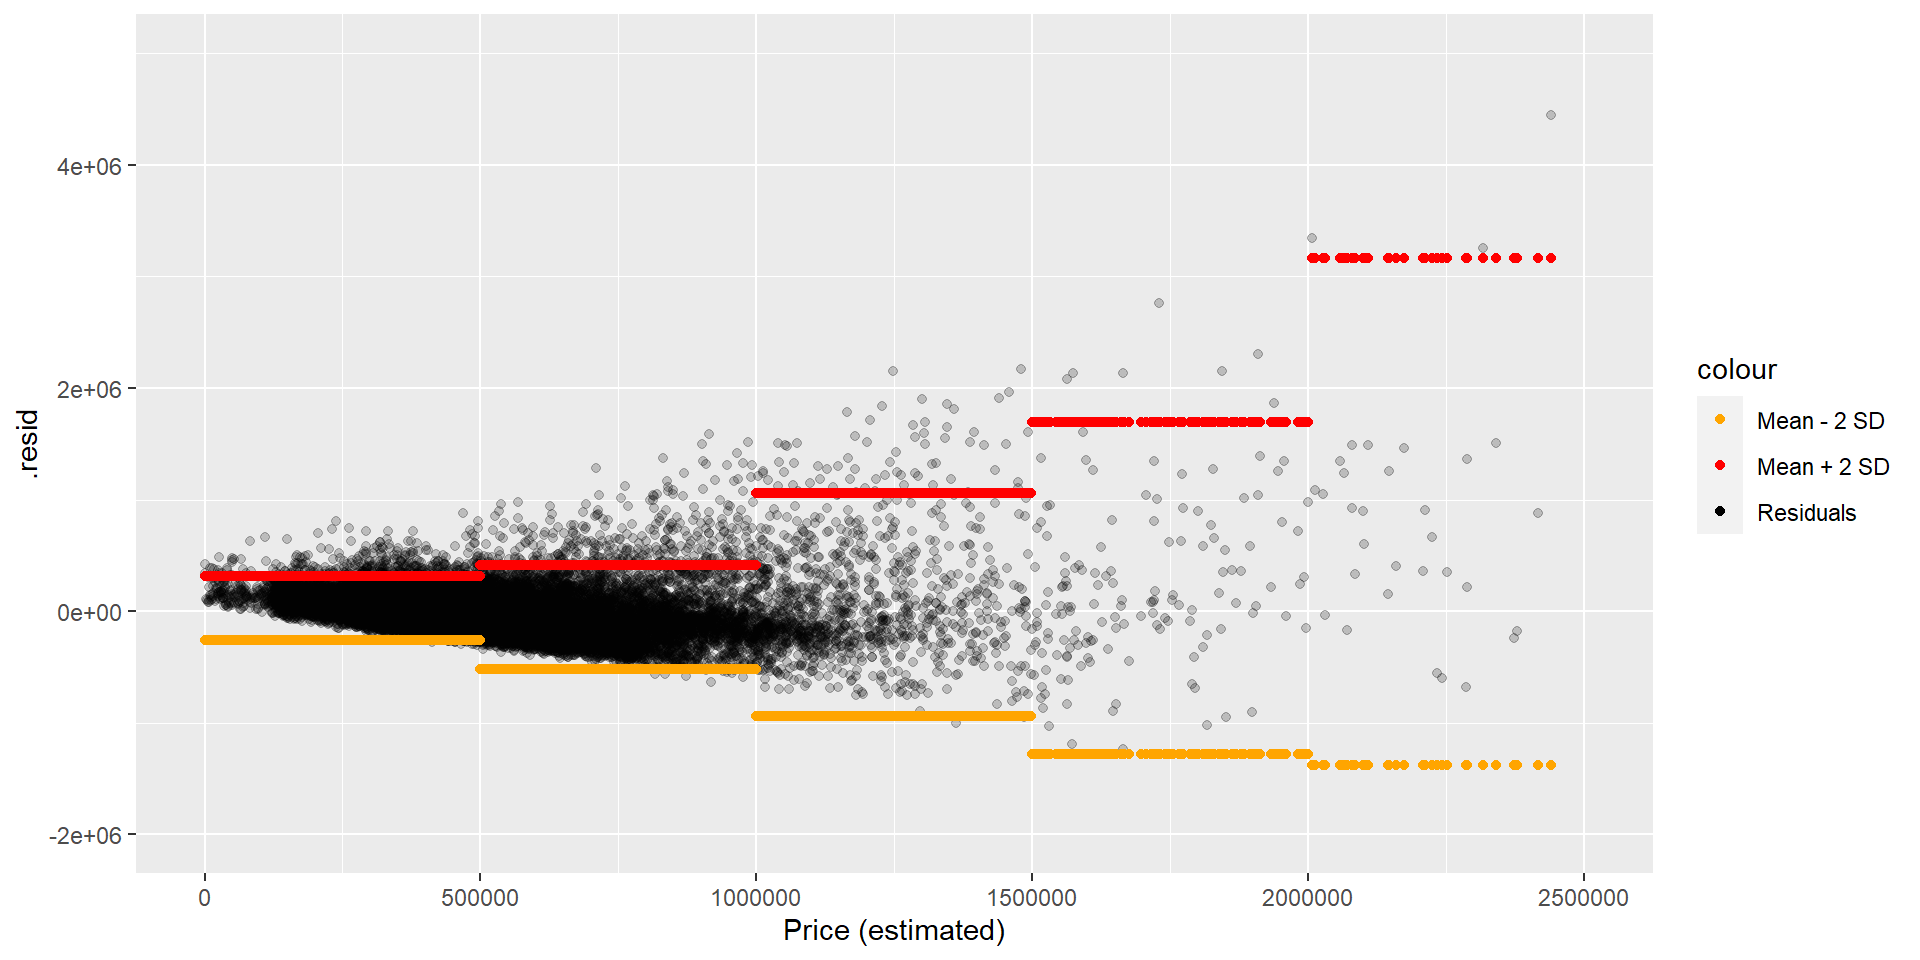 4e+06
2e+06
0e+00
-2e+06
.resid
0
500000
1000000
1500000
2000000
2500000
Price (estimated)
colour
Mean - 2 SD
Mean + 2 SD
Residuals